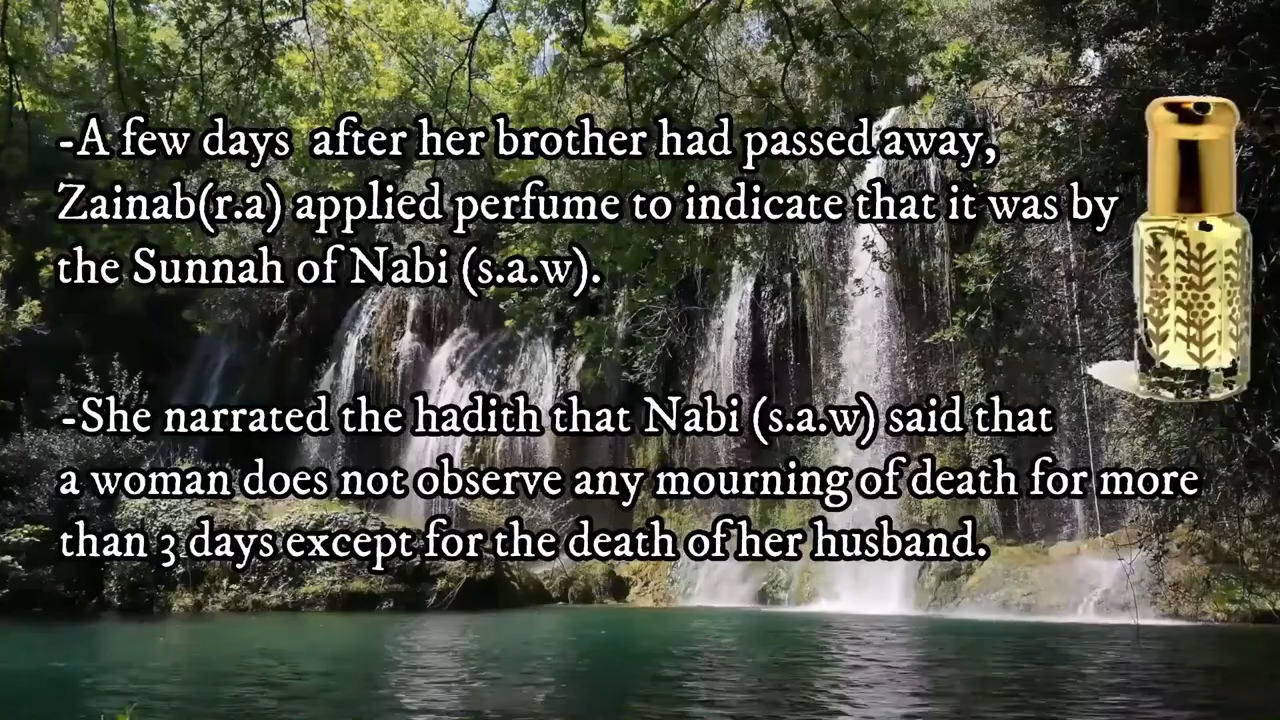 -A few days  after her brother had passed away,
Zainab(r.a) applied perfume to indicate that it was by
the Sunnah of Nabi (s.a.w).
-She narrated the hadith that Nabi (s.a.w) said that
a woman does not observe any mourning of death for more
than 3 days except for the death of her husband.